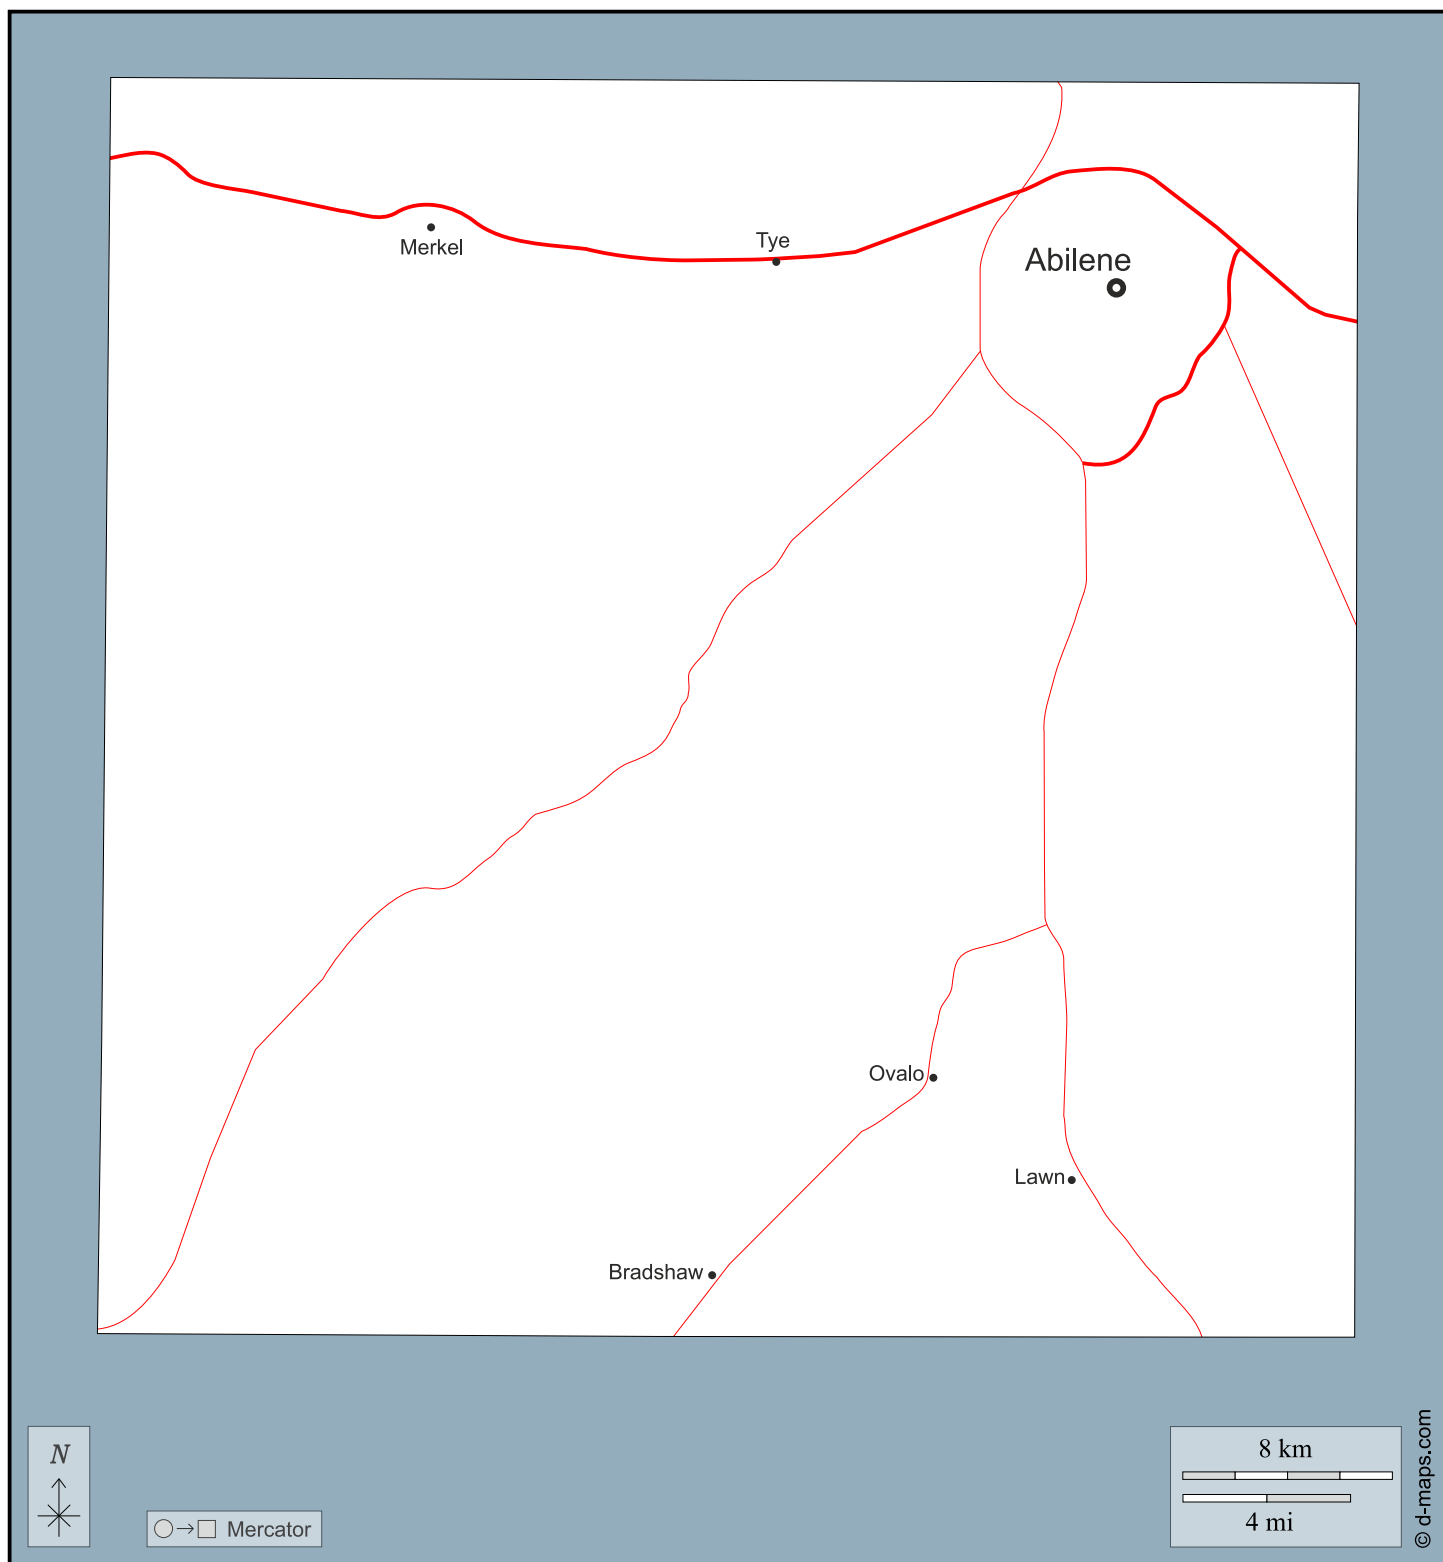 Merkel
Tye
Abilene
Ovalo
Lawn
Bradshaw
N
Mercator
8 km
4 mi
© d-maps.com